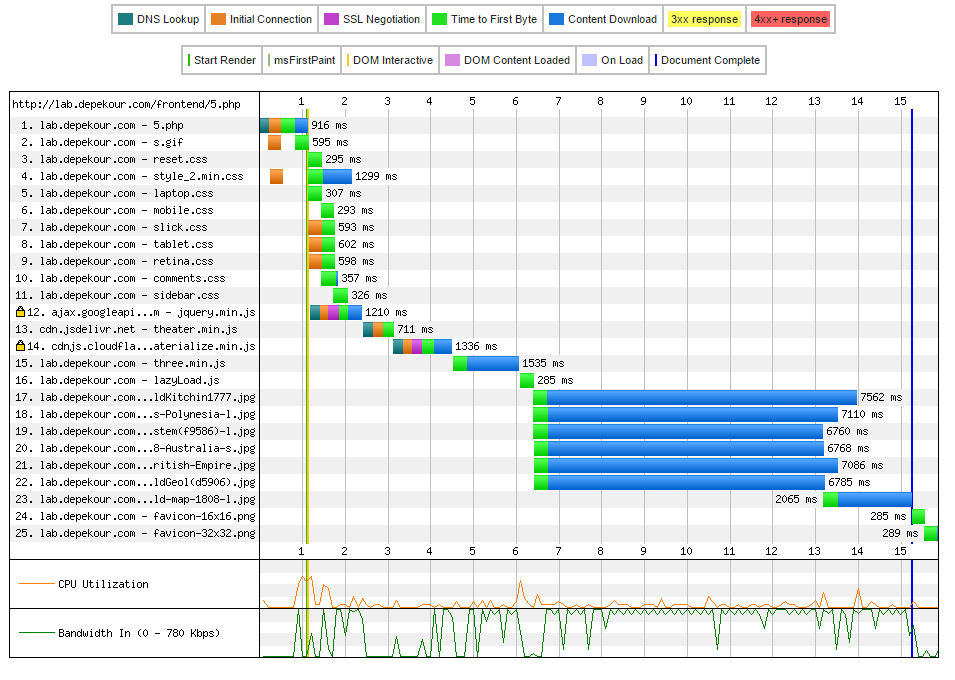 DNS Lookup Initial Connection SSL Negotiation Time to First Byte Content Download 3xx response 4xx+ response
Start Render msFirstPaint DOM Interactive DOM Content Loaded On Load Document Complete
http://lab.depekour.com/frontend/5.php 1 2 3 4 5 6 7 8 9 10 11 12 13 14 15
1. lab.depekour.com - 5.php 916 ms
2. lab.depekour.com - s.gif 595 ms
3. lab.depekour.com - reset.css 295 ms
4. lab.depekour.com - style_2.min.css 1299 ms
5. lab.depekour.com - laptop.css 307 ms
6. lab.depekour.com - mobile.css 293 ms
7. lab.depekour.com - slick.css 593 ms
8. lab.depekour.com - tablet.css 602 ms
9. lab.depekour.com - retina.css 598 ms
10. lab.depekour.com - comments.css 357 ms
11. lab.depekour.com - sidebar.css 326 ms
12. ajax.googleapi...m - jquery.min.js 1210 ms
13. cdn.jsdelivr.net - theater.min.js 711 ms
14. cdnjs.cloudfla...aterialize.min.js 1336 ms
15. lab.depekour.com - three.min.js 1535 ms
16. lab.depekour.com - lazyLoad.js 285 ms
17. lab.depekour.com...ldKitchin1777.jpg 7562 ms
18. lab.depekour.com...s-Polynesia-l.jpg 7110 ms
19. lab.depekour.com...stem(f9586)-l.jpg 6760 ms
20. lab.depekour.com...8-Australia-s.jpg 6768 ms
21. lab.depekour.com...ritish-Empire.jpg 7086 ms
22. lab.depekour.com...ldGeol(d5906).jpg 6785 ms
23. lab.depekour.com...ld-map-1808-l.jpg 2065 ms
24. lab.depekour.com - favicon-16x16.png 285 ms
25. lab.depekour.com - favicon-32x32.png 289 ms
1 2 3 4 5 6 7 8 9 10 11 12 13 14 15
CPU Utilization
Bandwidth In (0 - 780 Kbps)